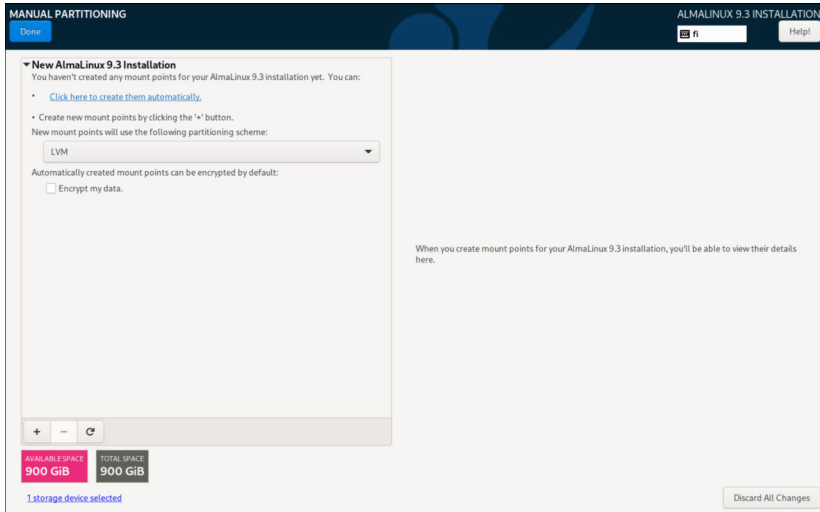 MANUAL PARTITIONING
Done
ALMALINUX 9.3 INSTALLATION
fi
Help!
New AlmaLinux 9.3 Installation
You haven't created any mount points for your AlmaLinux 9.3 installation yet. You can:
• Click here to create them automatically.
• Create new mount points by clicking the '+' button.
New mount points will use the following partitioning scheme:
LVM
Automatically created mount points can be encrypted by default:
Encrypt my data.
When you create mount points for your AlmaLinux 9.3 installation, you'll be able to view their details
here.
+ −
AVAILABLE SPACE
900 GiB
TOTAL SPACE
900 GiB
1 storage device selected
Discard All Changes